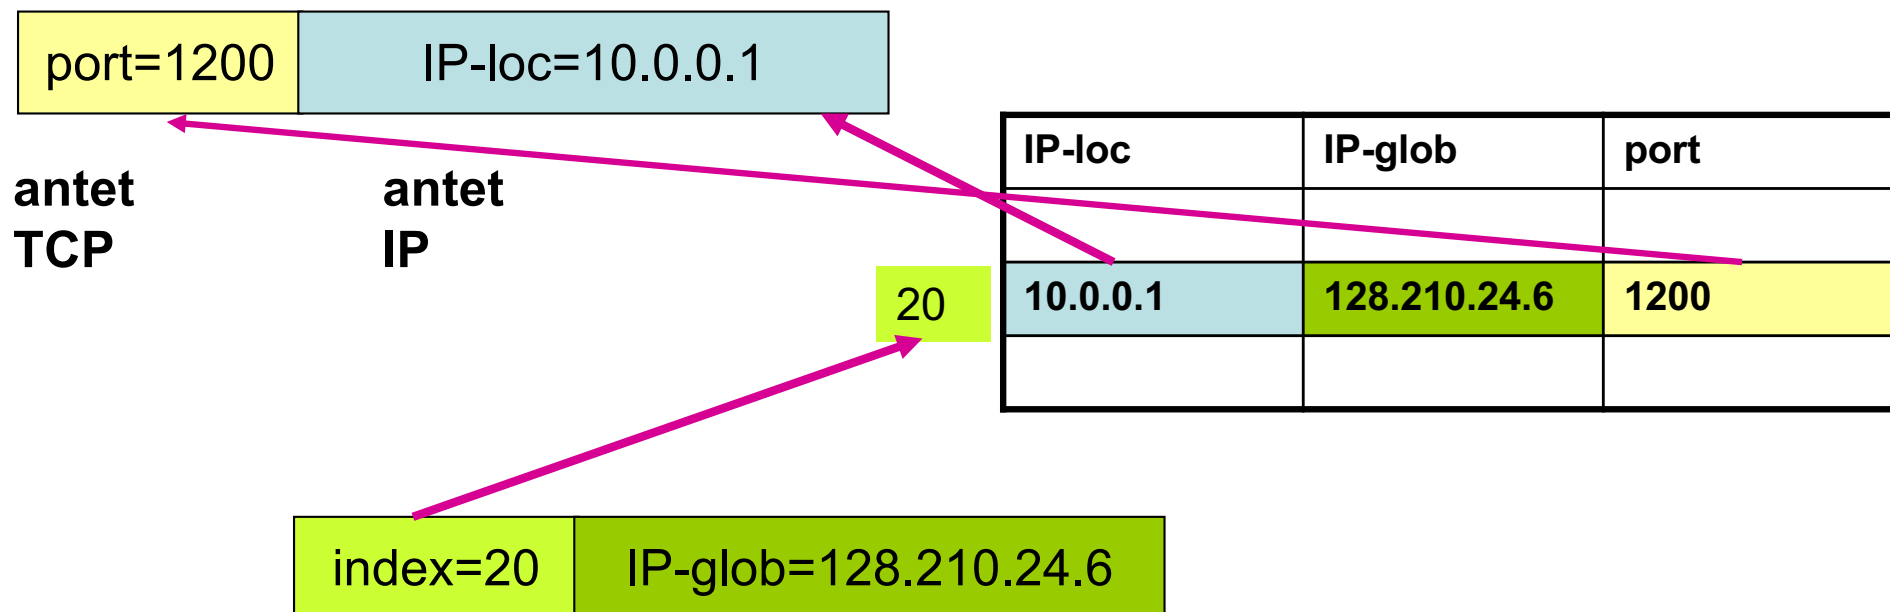 port=1200 IP-loc=10.0.0.1
antet antet
TCP IP
IP-loc IP-glob port
20 10.0.0.1 128.210.24.6 1200
index=20 IP-glob=128.210.24.6